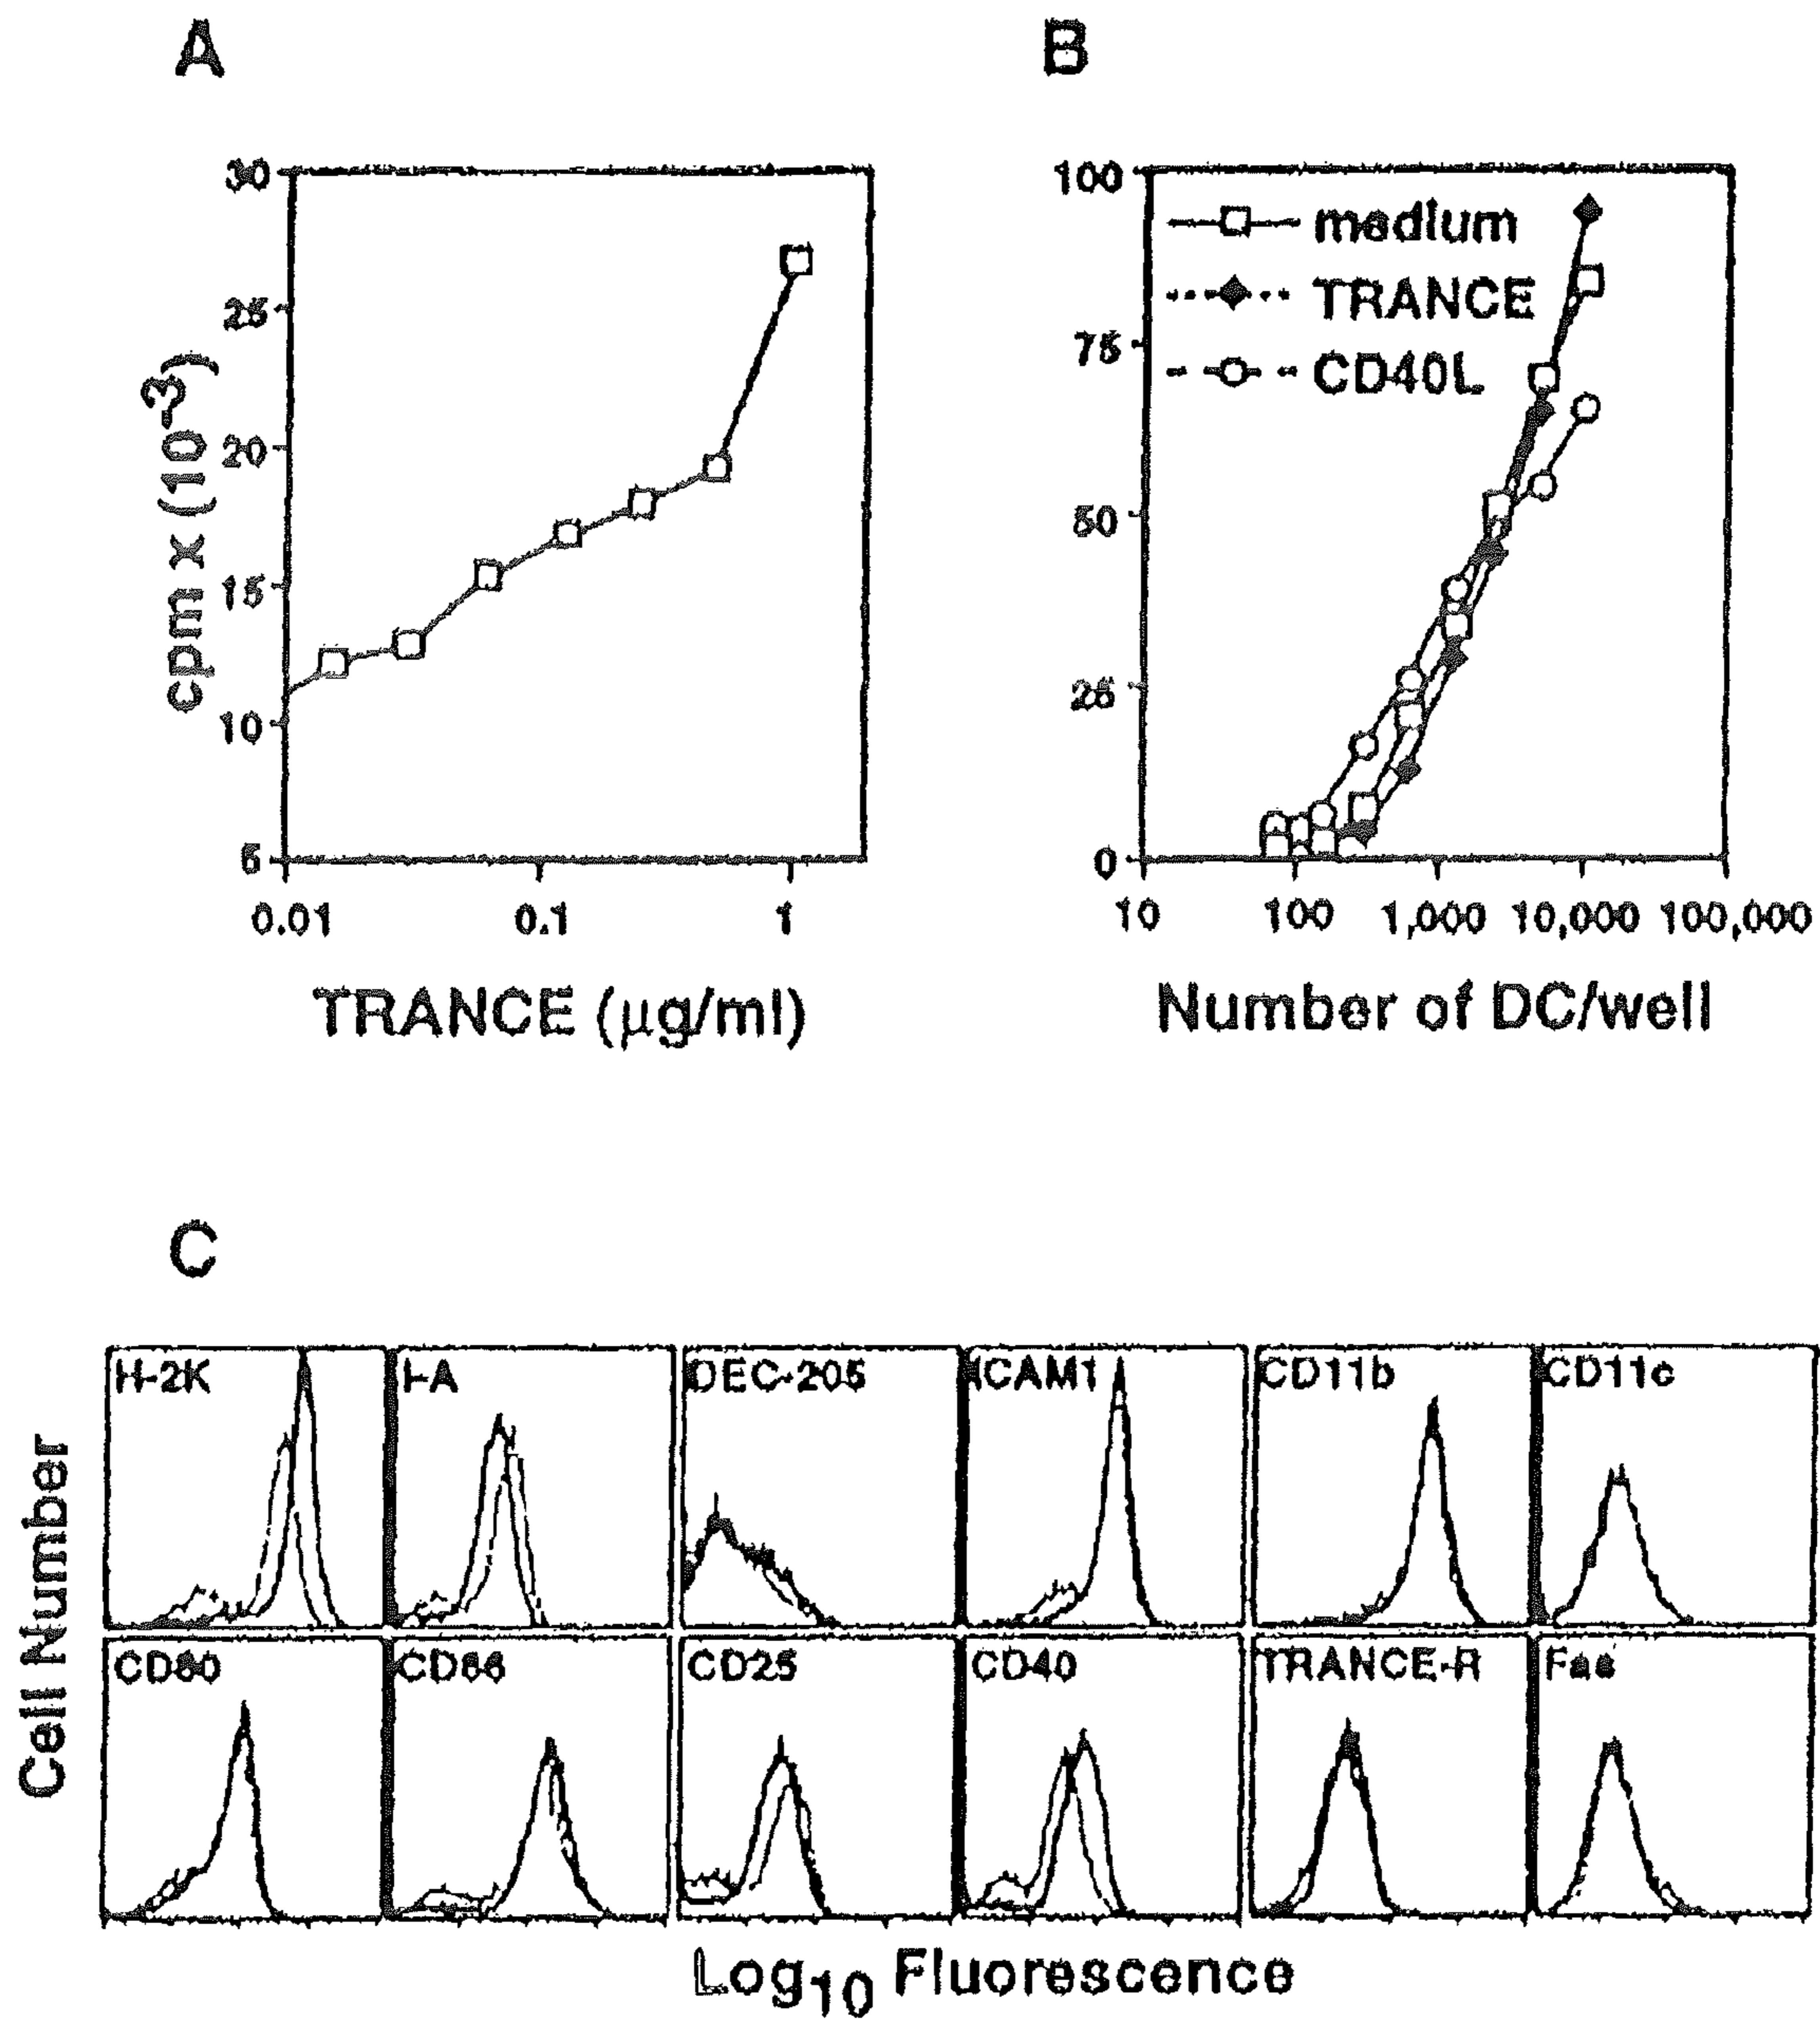 A
B
30
25
20
15
10
5
cpm x (10-3)
0.01 0.1 1
TRANCE (µg/ml)
100
75
50
25
0
medium
TRANCE
CD40L
10 100 1,000 10,000 100,000
Number of DC/well
C
Cell Number
H-2K I-A DEC-205 ICAM1 CD11b CD11c
CD80 CD86 CD25 CD40 TRANCE-R Fas
Log10 Fluorescence